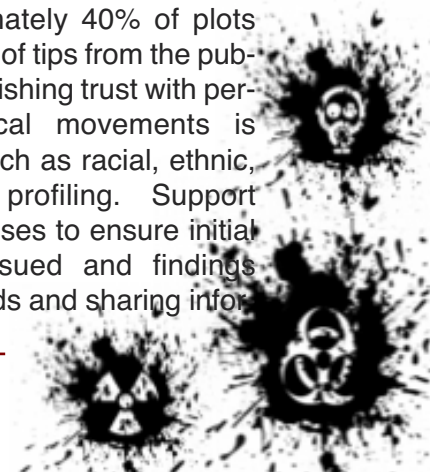 nately 40% of plots
of tips from the pub-
ishing trust with per-
cal movements is
ch as racial, ethnic,
profiling. Support
ses to ensure initial
sued and findings
ds and sharing infor-